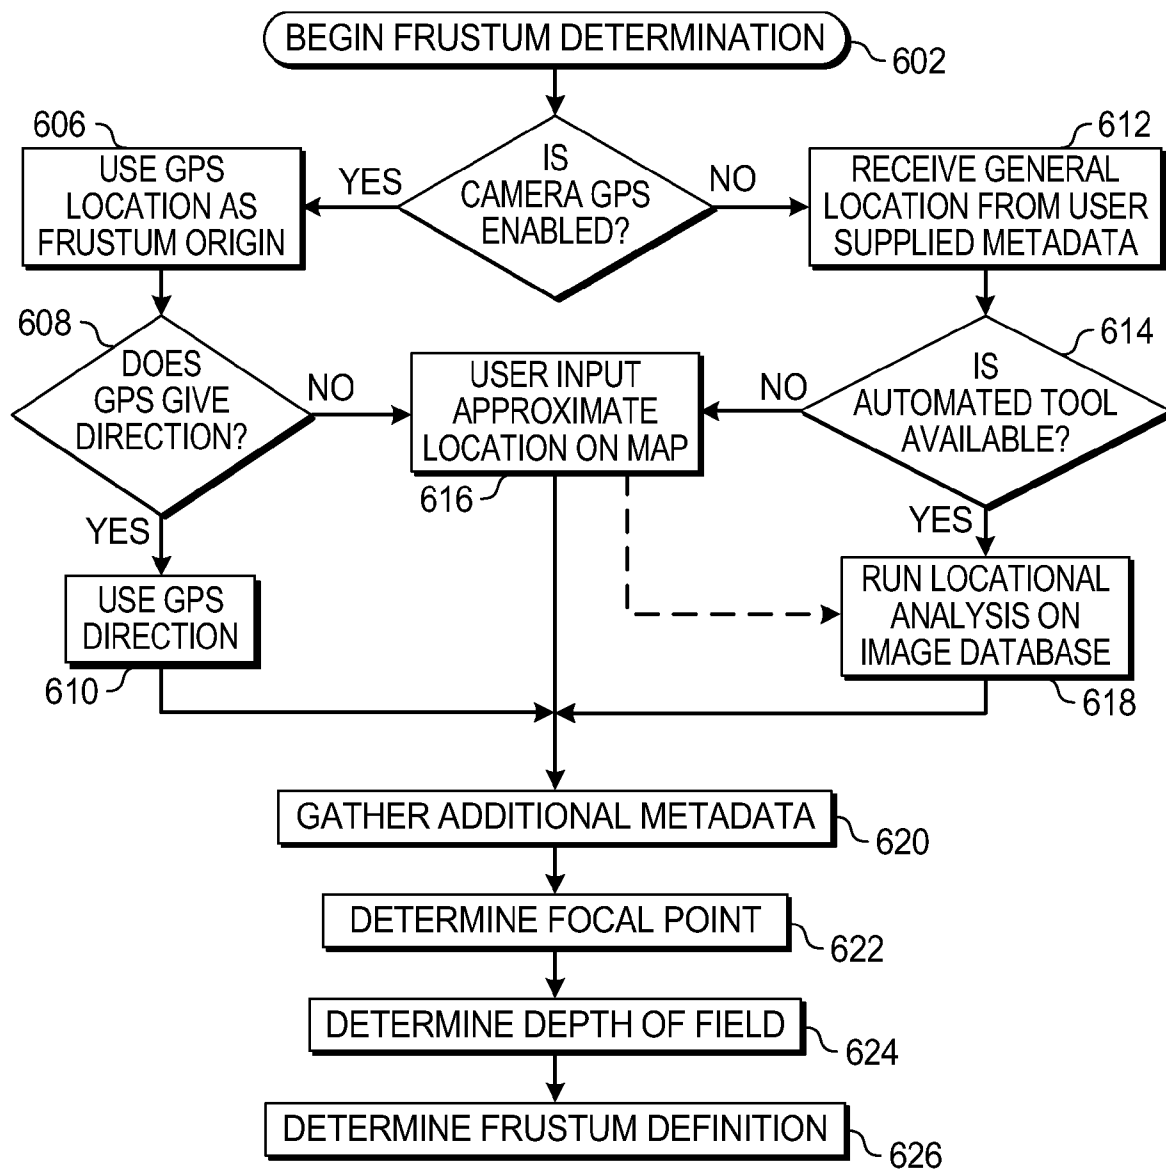 BEGIN FRUSTUM DETERMINATION
602
606
612
IS
CAMERA GPS
ENABLED?
YES
NO
USE GPS
LOCATION AS
FRUSTUM ORIGIN
RECEIVE GENERAL
LOCATION FROM USER
SUPPLIED METADATA
608
614
DOES
GPS GIVE
DIRECTION?
NO
USER INPUT
APPROXIMATE
LOCATION ON MAP
NO
IS
AUTOMATED TOOL
AVAILABLE?
616
YES
YES
USE GPS
DIRECTION
RUN LOCATIONAL
ANALYSIS ON
IMAGE DATABASE
610
618
GATHER ADDITIONAL METADATA
620
DETERMINE FOCAL POINT
622
DETERMINE DEPTH OF FIELD
624
DETERMINE FRUSTUM DEFINITION
626